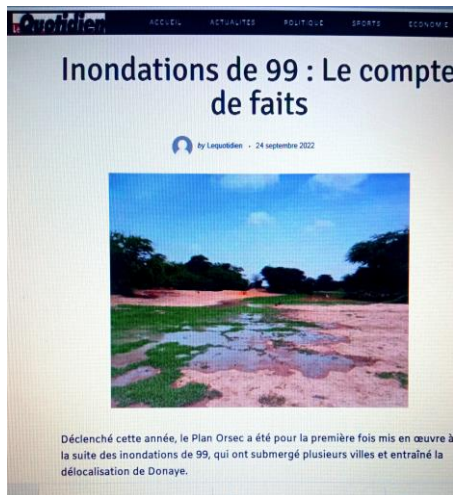 Le Quotidien
ACCUEIL ACTUALITES POLITIQUE SPORTS ECONOMIE
Inondations de 99 : Le compte
de faits
by Lequotidien - 24 septembre 2022
Déclenché cette année, le Plan Orsec a été pour la première fois mis en œuvre à
la suite des inondations de 99, qui ont submergé plusieurs villes et entraîné la
délocalisation de Donaye.